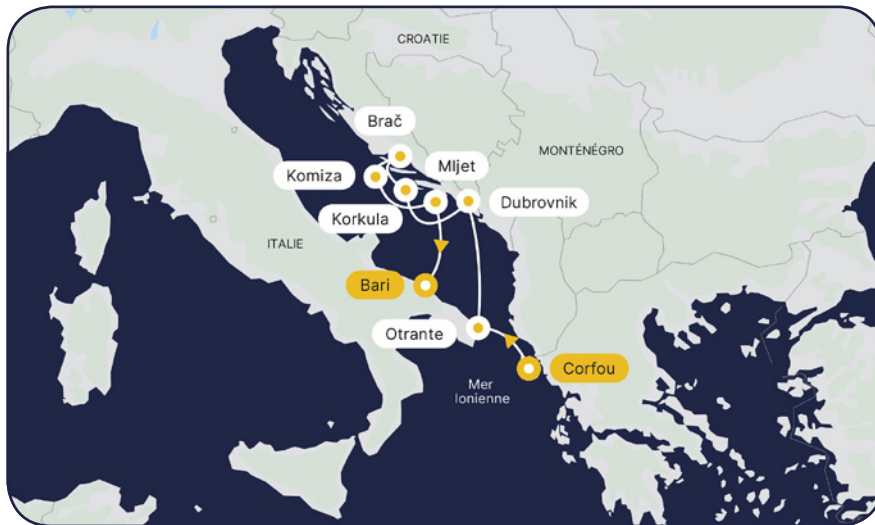 CROATIE
Brač
MONTÉNÉGRO
Mljet
Komiza
Dubrovnik
Korkula
ITALIE
Bari
Otrante
Corfou
Mer
Ionienne